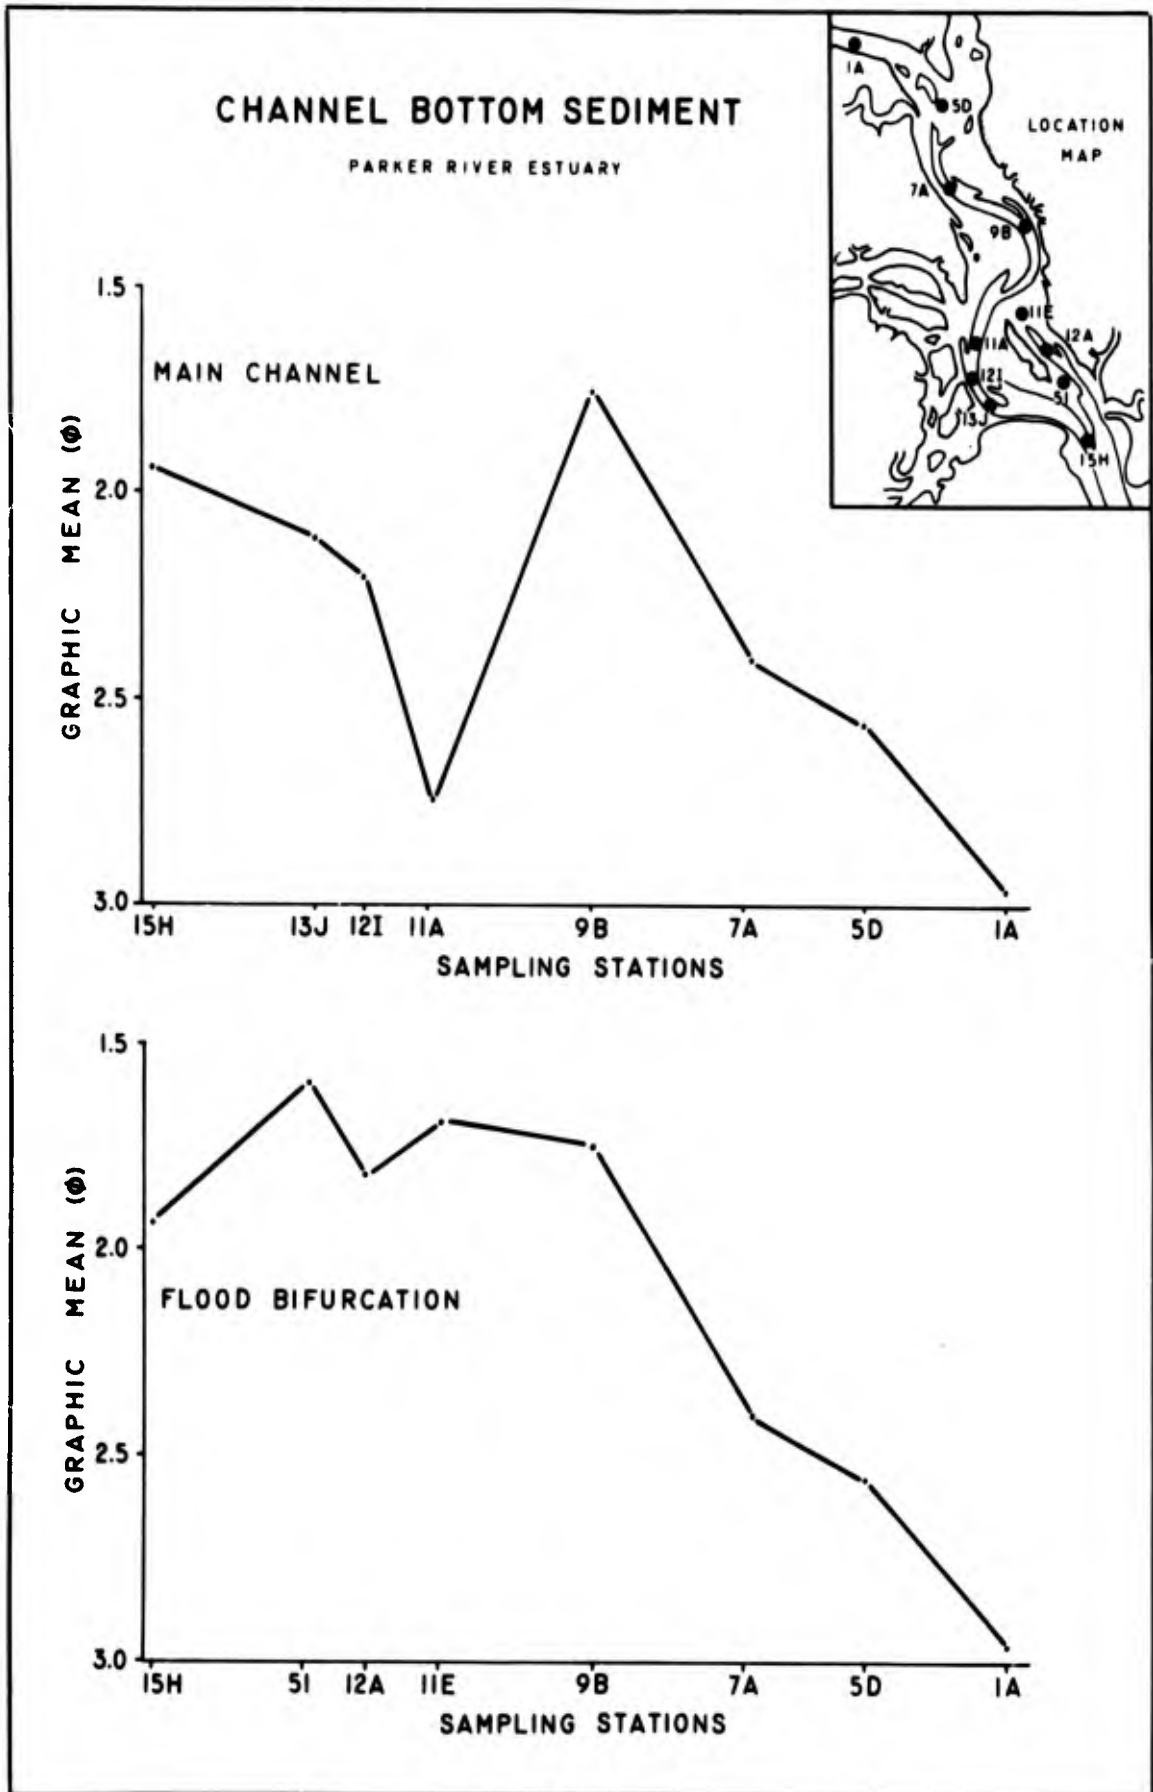 CHANNEL BOTTOM SEDIMENT
PARKER RIVER ESTUARY
LOCATION
MAP
1A
5D
7A
9B
11E
12A
11A
12I
5I
13J
15H
MAIN CHANNEL
GRAPHIC MEAN (Φ)
1.5
2.0
2.5
3.0
15H 13J 12I 11A 9B 7A 5D 1A
SAMPLING STATIONS
FLOOD BIFURCATION
GRAPHIC MEAN (Φ)
1.5
2.0
2.5
3.0
15H 5I 12A 11E 9B 7A 5D 1A
SAMPLING STATIONS